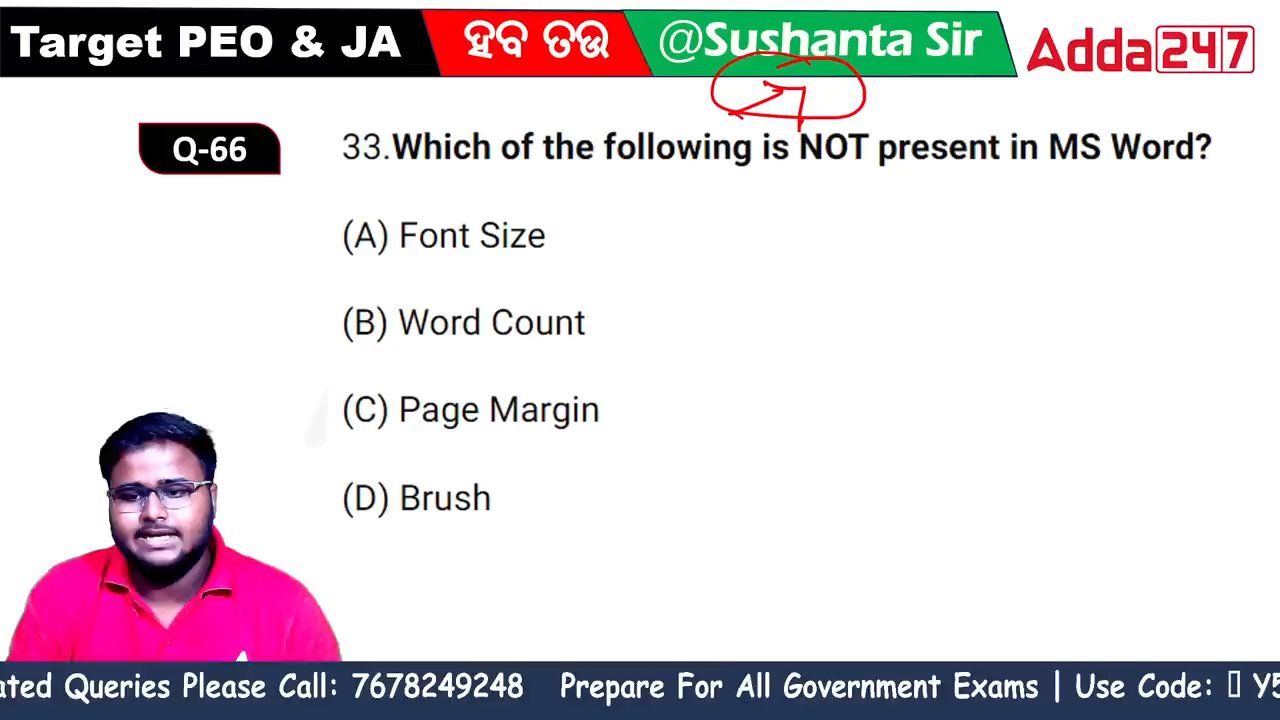 Target PEO & JA ହବ ତଉ @Sushanta Sir Adda247
Q-66 33.Which of the following is NOT present in MS Word?
(A) Font Size
(B) Word Count
(C) Page Margin
(D) Brush
ated Queries Please Call: 7678249248 Prepare For All Government Exams | Use Code: Y5